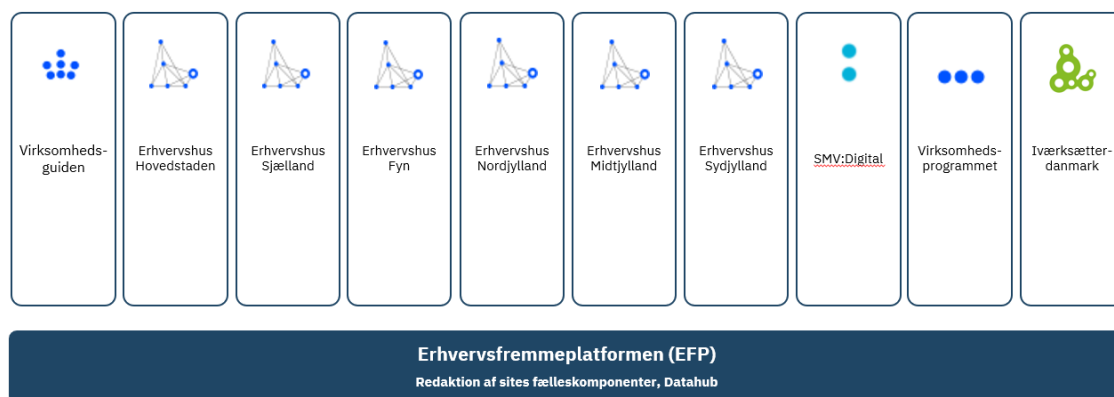 Virksomheds-
guiden
Erhvervshus
Hovedstaden
Erhvervshus
Sjælland
Erhvervshus
Fyn
Erhvervshus
Nordjylland
Erhvervshus
Midtjylland
Erhvervshus
Sydjylland
SMV:Digital
Virksomheds-
programmet
Iværksætter-
danmark
Erhvervsfremmeplatformen (EFP)
Redaktion af sites fælleskomponenter, Datahub